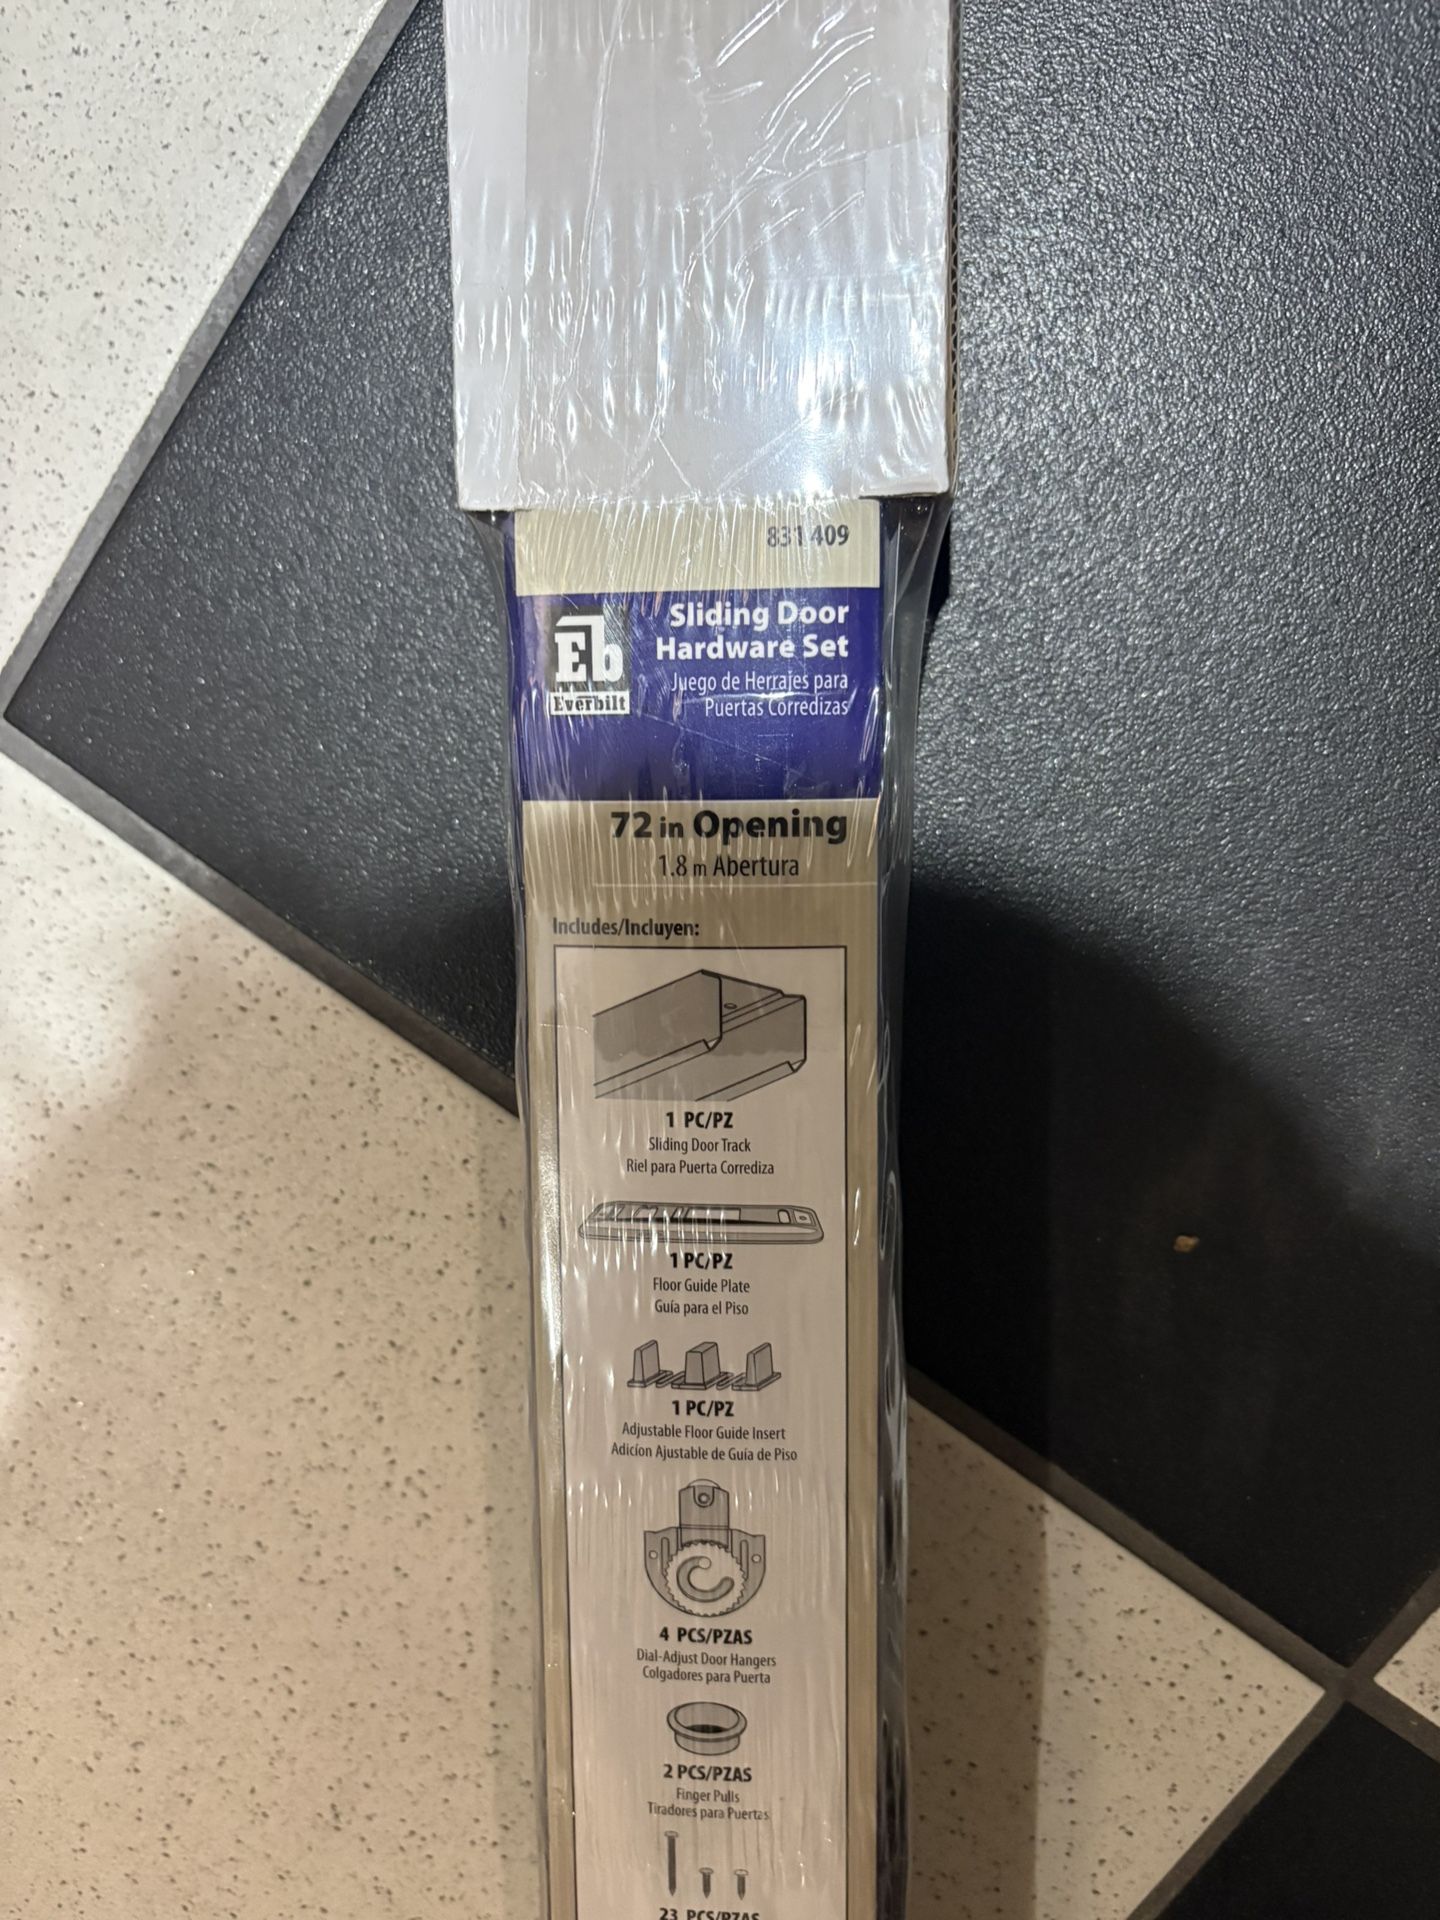 831 409
Sliding Door
Hardware Set
Juego de Herrajes para
Puertas Corredizas
Eb
Everbilt
72 in Opening
1.8 m Abertura
Includes/Incluyen:
1 PC/PZ
Sliding Door Track
Riel para Puerta Corrediza
1 PC/PZ
Floor Guide Plate
Guía para el Piso
1 PC/PZ
Adjustable Floor Guide Insert
Adicíon Ajustable de Guía de Piso
4 PCS/PZAS
Dial-Adjust Door Hangers
Colgadores para Puerta
2 PCS/PZAS
Finger Pulls
Tiradores para Puertas
23 PCS/PZAS